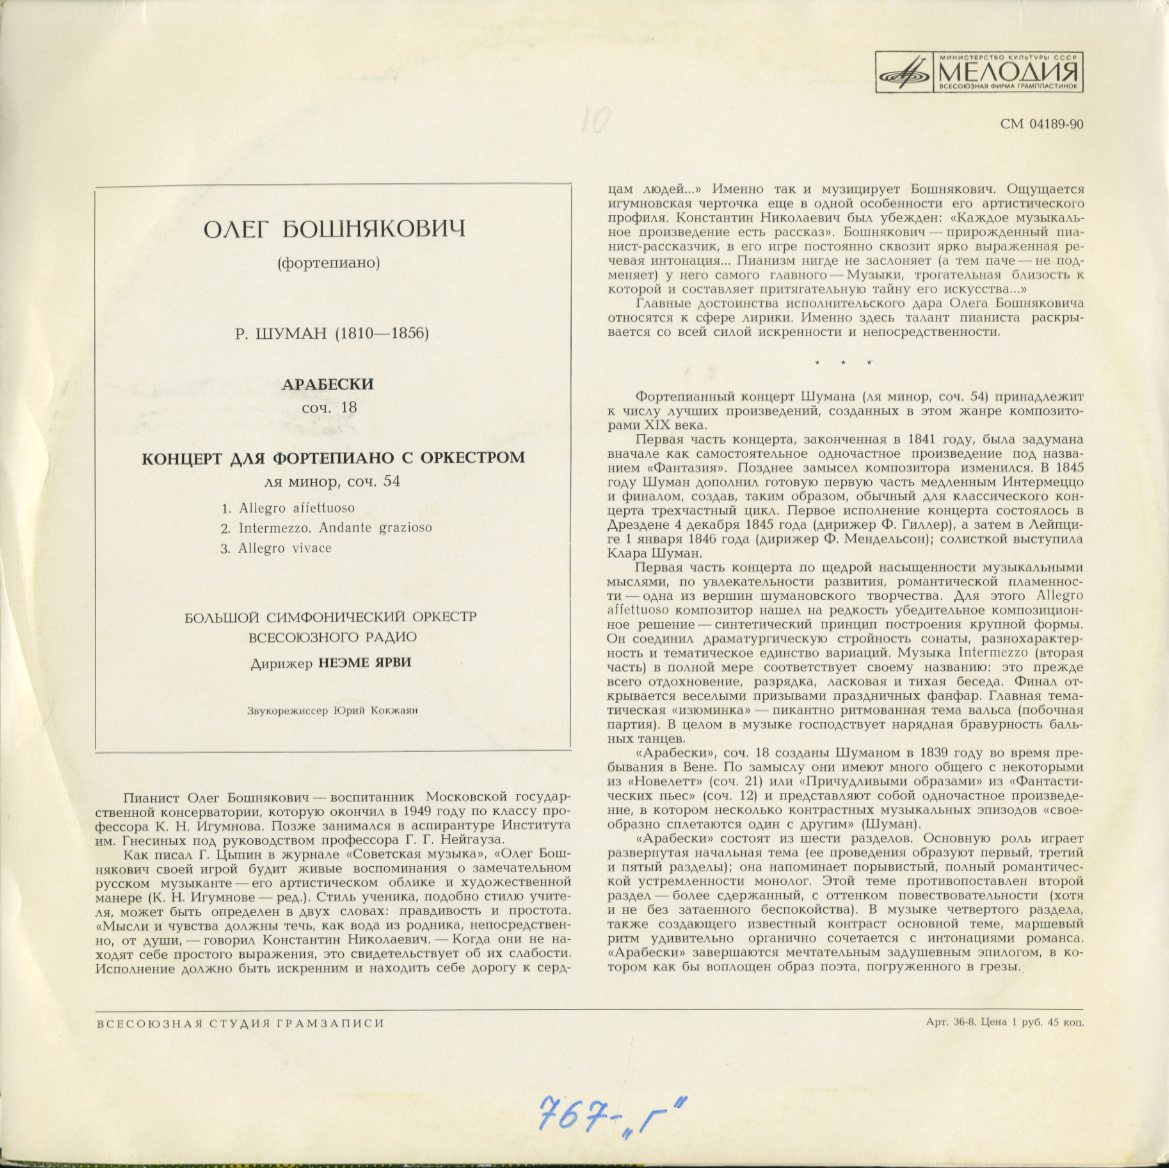 МИНИСТЕРСТВО КУЛЬТУРЫ СССР
МЕЛОДИЯ
ВСЕСОЮЗНАЯ ФИРМА ГРАМПЛАСТИНОК
СМ 04189-90
10
ОЛЕГ БОШНЯКОВИЧ
(фортепиано)
Р. ШУМАН (1810—1856)
АРАБЕСКИ
соч. 18
КОНЦЕРТ ДЛЯ ФОРТЕПИАНО С ОРКЕСТРОМ
ля минор, соч. 54
1. Allegro affettuoso
2. Intermezzo. Andante grazioso
3. Allegro vivace
БОЛЬШОЙ СИМФОНИЧЕСКИЙ ОРКЕСТР
ВСЕСОЮЗНОГО РАДИО
Дирижер НЕЭМЕ ЯРВИ
Звукорежиссер Юрий Кокжаян
Пианист Олег Бошнякович — воспитанник Московской государ-
ственной консерватории, которую окончил в 1949 году по классу про-
фессора К. Н. Игумнова. Позже занимался в аспирантуре Института
им. Гнесиных под руководством профессора Г. Г. Нейгауза.
Как писал Г. Цыпин в журнале «Советская музыка», «Олег Бош-
някович своей игрой будит живые воспоминания о замечательном
русском музыканте — его артистическом облике и художественной
манере (К. Н. Игумнове — ред.). Стиль ученика, подобно стилю учите-
ля, может быть определен в двух словах: правдивость и простота.
«Мысли и чувства должны течь, как вода из родника, непосредствен-
но, от души, — говорил Константин Николаевич. — Когда они не на-
ходят себе простого выражения, это свидетельствует об их слабости.
Исполнение должно быть искренним и находить себе дорогу к серд-
цам людей...» Именно так и музицирует Бошнякович. Ощущается
игумновская черточка еще в одной особенности его артистического
профиля. Константин Николаевич был убежден: «Каждое музыкаль-
ное произведение есть рассказ». Бошнякович — прирожденный пиа-
нист-рассказчик, в его игре постоянно сквозит ярко выраженная ре-
чевая интонация... Пианизм нигде не заслоняет (а тем паче — не под-
меняет) у него самого главного — Музыки, трогательная близость к
которой и составляет притягательную тайну его искусства...»
Главные достоинства исполнительского дара Олега Бошняковича
относятся к сфере лирики. Именно здесь талант пианиста раскры-
вается со всей силой искренности и непосредственности.
* * *
Фортепианный концерт Шумана (ля минор, соч. 54) принадлежит
к числу лучших произведений, созданных в этом жанре композито-
рами XIX века.
Первая часть концерта, законченная в 1841 году, была задумана
вначале как самостоятельное одночастное произведение под назва-
нием «Фантазия». Позднее замысел композитора изменился. В 1845
году Шуман дополнил готовую первую часть медленным Интермеццо
и финалом, создав, таким образом, обычный для классического кон-
церта трехчастный цикл. Первое исполнение концерта состоялось в
Дрездене 4 декабря 1845 года (дирижер Ф. Гиллер), а затем в Лейпци-
ге 1 января 1846 года (дирижер Ф. Мендельсон); солисткой выступила
Клара Шуман.
Первая часть концерта по щедрой насыщенности музыкальными
мыслями, по увлекательности развития, романтической пламеннос-
ти — одна из вершин шумановского творчества. Для этого Allegro
affettuoso композитор нашел на редкость убедительное композицион-
ное решение — синтетический принцип построения крупной формы.
Он соединил драматургическую стройность сонаты, разнохарактер-
ность и тематическое единство вариаций. Музыка Intermezzo (вторая
часть) в полной мере соответствует своему названию: это прежде
всего отдохновение, разрядка, ласковая и тихая беседа. Финал от-
крывается веселыми призывами праздничных фанфар. Главная тема-
тическая «изюминка» — пикантно ритмованная тема вальса (побочная
партия). В целом в музыке господствует нарядная бравурность баль-
ных танцев.
«Арабески», соч. 18 созданы Шуманом в 1839 году во время пре-
бывания в Вене. По замыслу они имеют много общего с некоторыми
из «Новелетт» (соч. 21) или «Причудливыми образами» из «Фантасти-
ческих пьес» (соч. 12) и представляют собой одночастное произведе-
ние, в котором несколько контрастных музыкальных эпизодов «свое-
образно сплетаются один с другим» (Шуман).
«Арабески» состоят из шести разделов. Основную роль играет
развернутая начальная тема (ее проведения образуют первый, третий
и пятый разделы); она напоминает порывистый, полный романтичес-
кой устремленности монолог. Этой теме противопоставлен второй
раздел — более сдержанный, с оттенком повествовательности (хотя
и не без затаенного беспокойства). В музыке четвертого раздела,
также создающего известный контраст основной теме, маршевый
ритм удивительно органично сочетается с интонациями романса.
«Арабески» завершаются мечтательным задушевным эпилогом, в ко-
тором как бы воплощен образ поэта, погруженного в грезы.
ВСЕСОЮЗНАЯ СТУДИЯ ГРАМЗАПИСИ
Арт. 36-8. Цена 1 руб. 45 коп.
767-„г"